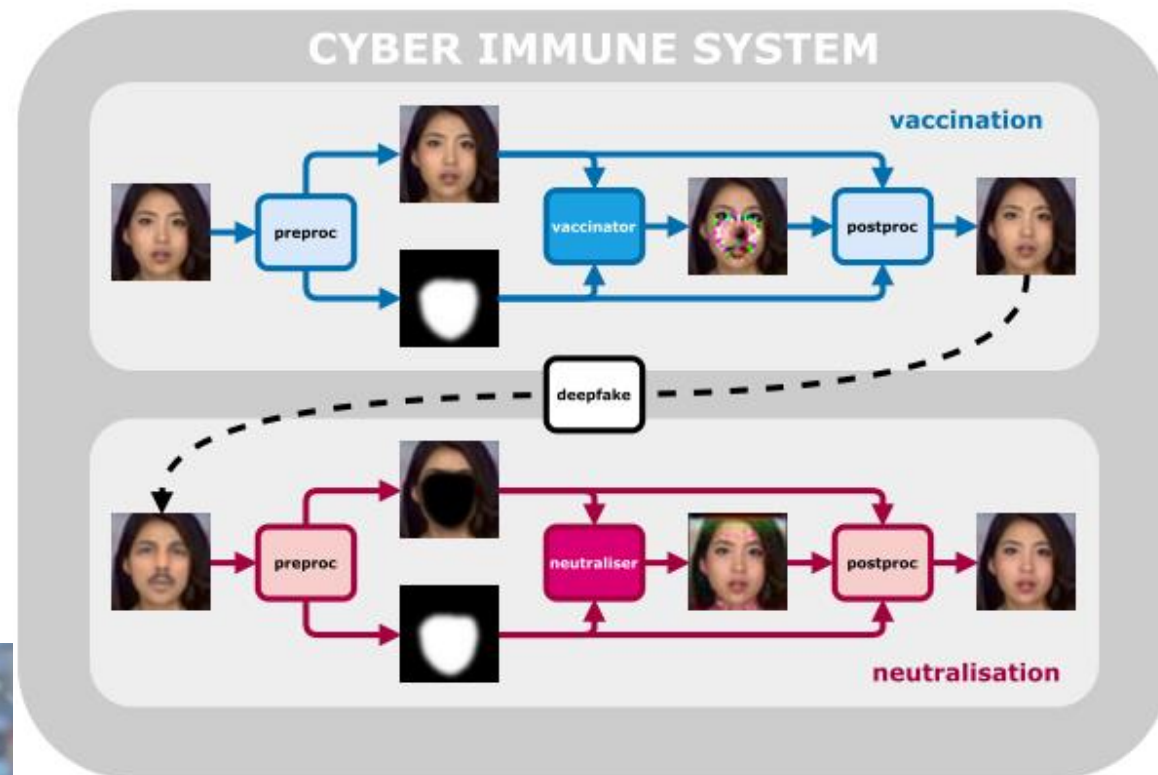 CYBER IMMUNE SYSTEM
vaccination
preproc
vaccinator
postproc
deepfake
preproc
neutraliser
postproc
neutralisation